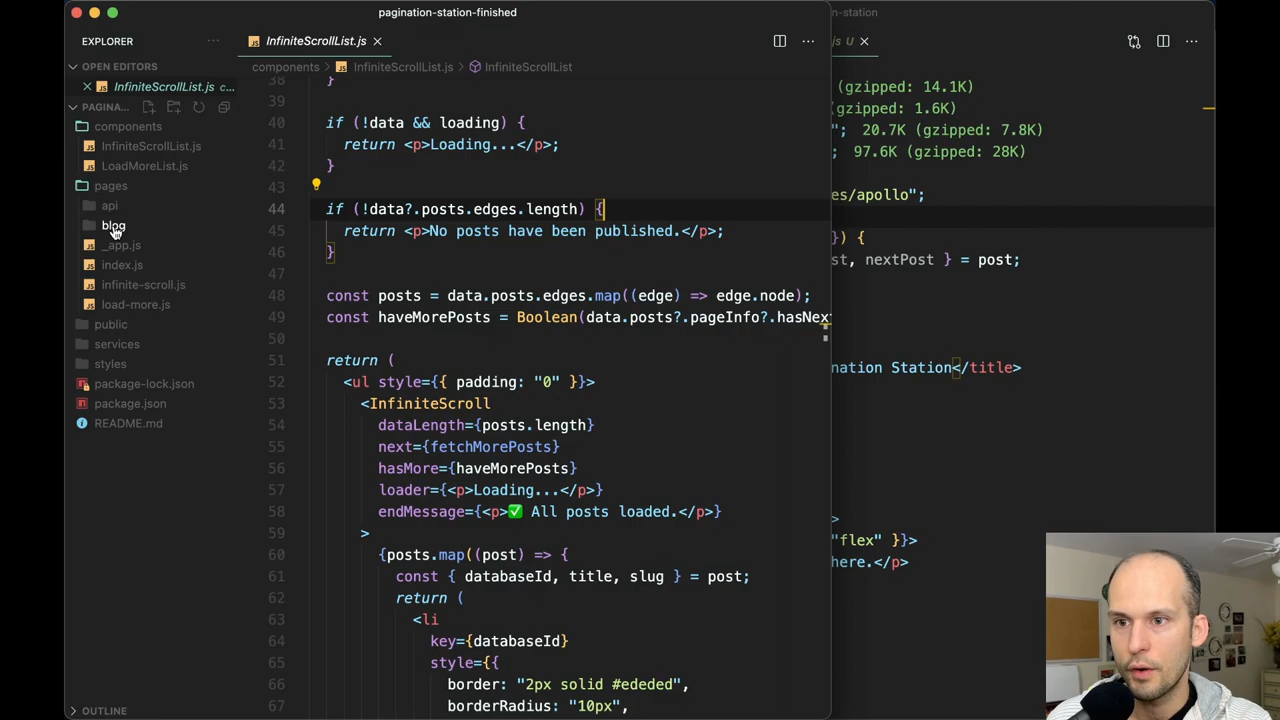 pagination-station-finished
n-station
EXPLORER
InfiniteScrollList.js
js U
OPEN EDITORS
InfiniteScrollList.js c...
components > InfiniteScrollList.js > InfiniteScrollList
PAGINA...
components
InfiniteScrollList.js
LoadMoreList.js
pages
api
blog
_app.js
index.js
infinite-scroll.js
load-more.js
public
services
styles
package-lock.json
package.json
README.md
OUTLINE
38 }
39
40 if (!data && loading) {
41 return <p>Loading...</p>;
42 }
43
44 if (!data?.posts.edges.length) {
45 return <p>No posts have been published.</p>;
46 }
47
48 const posts = data.posts.edges.map((edge) => edge.node);
49 const haveMorePosts = Boolean(data.posts?.pageInfo?.hasNex
50
51 return (
52 <ul style={{ padding: "0" }}>
53 <InfiniteScroll
54 dataLength={posts.length}
55 next={fetchMorePosts}
56 hasMore={haveMorePosts}
57 loader={<p>Loading...</p>}
58 endMessage={<p>✅ All posts loaded.</p>}
59 >
60 {posts.map((post) => {
61 const { databaseId, title, slug } = post;
62 return (
63 <li
64 key={databaseId}
65 style={{
66 border: "2px solid #ededed",
67 borderRadius: "10px",
(gzipped: 14.1K)
(gzipped: 1.6K)
"; 20.7K (gzipped: 7.8K)
; 97.6K (gzipped: 28K)
es/apollo";
}) {
st, nextPost } = post;
nation Station</title>
>
"flex" }}>
here.</p>